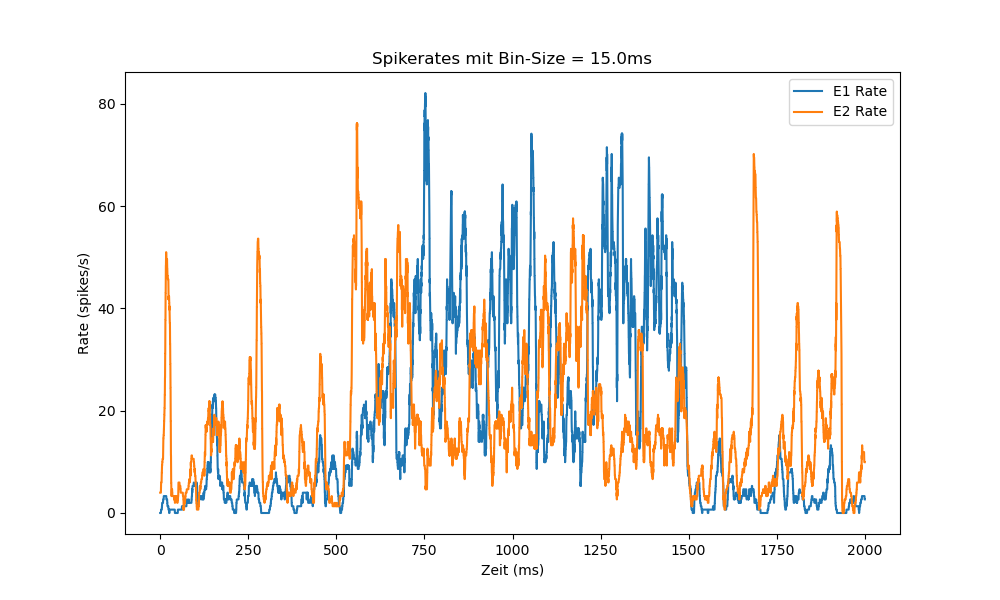 Spikerates mit Bin-Size = 15.0ms
E1 Rate
E2 Rate
Rate (spikes/s)
80
60
40
20
0
0 250 500 750 1000 1250 1500 1750 2000
Zeit (ms)